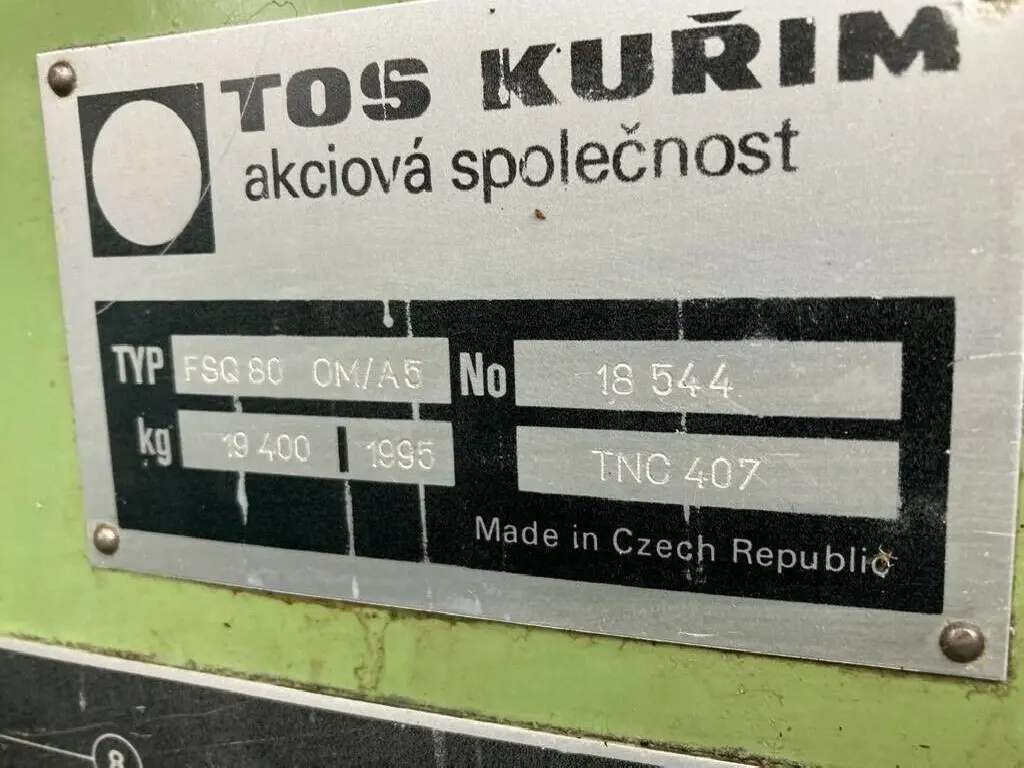 TOS KUŘIM
akciová společnost
TYP FSQ 80 OM/A5 No 18 544
kg 19 400 1995 TNC 407
Made in Czech Republic
8